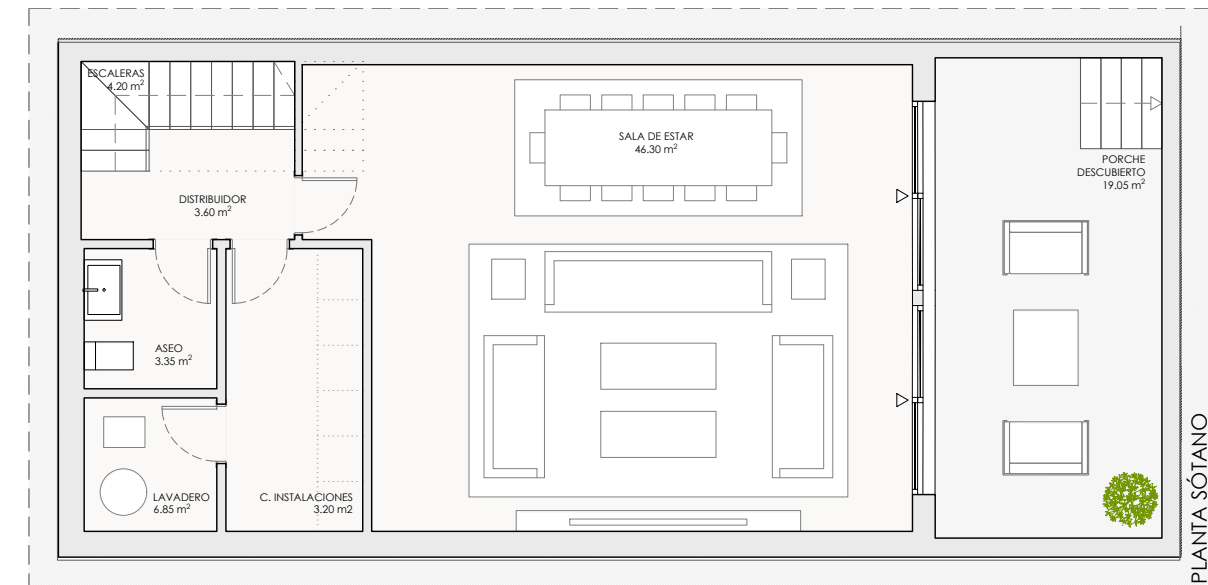 ESCALERAS
4.20 m²
SALA DE ESTAR
46.30 m²
PORCHE
DESCUBIERTO
19.05 m²
DISTRIBUIDOR
3.60 m²
ASEO
3.35 m²
LAVADERO
6.85 m²
C. INSTALACIONES
3.20 m2
PLANTA SÓTANO